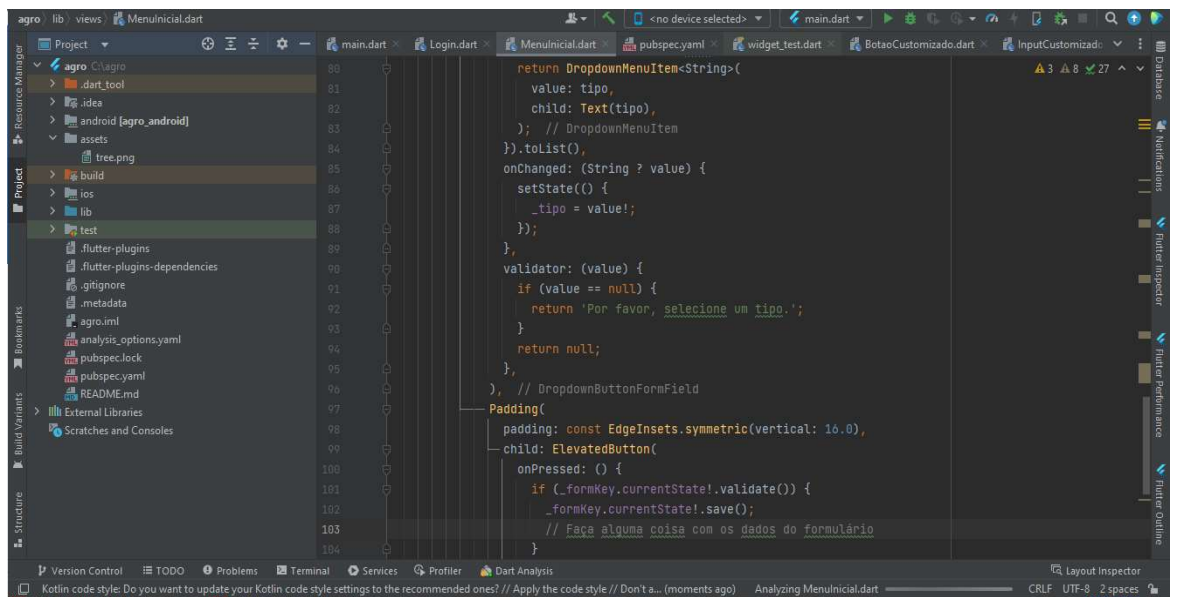 agro lib views MenuInicial.dart
<no device selected> main.dart
Project
main.dart Login.dart MenuInicial.dart pubspec.yaml widget_test.dart BotaoCustomizado.dart
agro C:\agro
.dart_tool
.idea
android [agro_android]
assets
tree.png
build
ios
lib
test
.flutter-plugins
.flutter-plugins-dependencies
.gitignore
.metadata
agro.iml
analysis_options.yaml
pubspec.lock
pubspec.yaml
README.md
External Libraries
Scratches and Consoles
Resource Manager
Project
Bookmarks
Build Variants
Structure
3 8 27
80 return DropdownMenuItem<String>(
81 value: tipo,
82 child: Text(tipo),
83 ); // DropdownMenuItem
84 }).toList(),
85 onChanged: (String ? value) {
86 setState(() {
87 _tipo = value!;
88 });
89 },
90 validator: (value) {
91 if (value == null) {
92 return 'Por favor, selecione um tipo.';
93 }
94 return null;
95 },
96 ), // DropdownButtonFormField
97 Padding(
98 padding: const EdgeInsets.symmetric(vertical: 16.0),
99 child: ElevatedButton(
100 onPressed: () {
101 if (_formKey.currentState!.validate()) {
102 _formKey.currentState!.save();
103 // Faça alguma coisa com os dados do formulário
104 }
Database
Notifications
Flutter Inspector
Flutter Performance
Flutter Outline
Version Control TODO Problems Terminal Services Profiler Dart Analysis Layout Inspector
Kotlin code style: Do you want to update your Kotlin code style settings to the recommended ones? // Apply the code style // Don't a... (moments ago) Analyzing MenuInicial.dart CRLF UTF-8 2 spaces